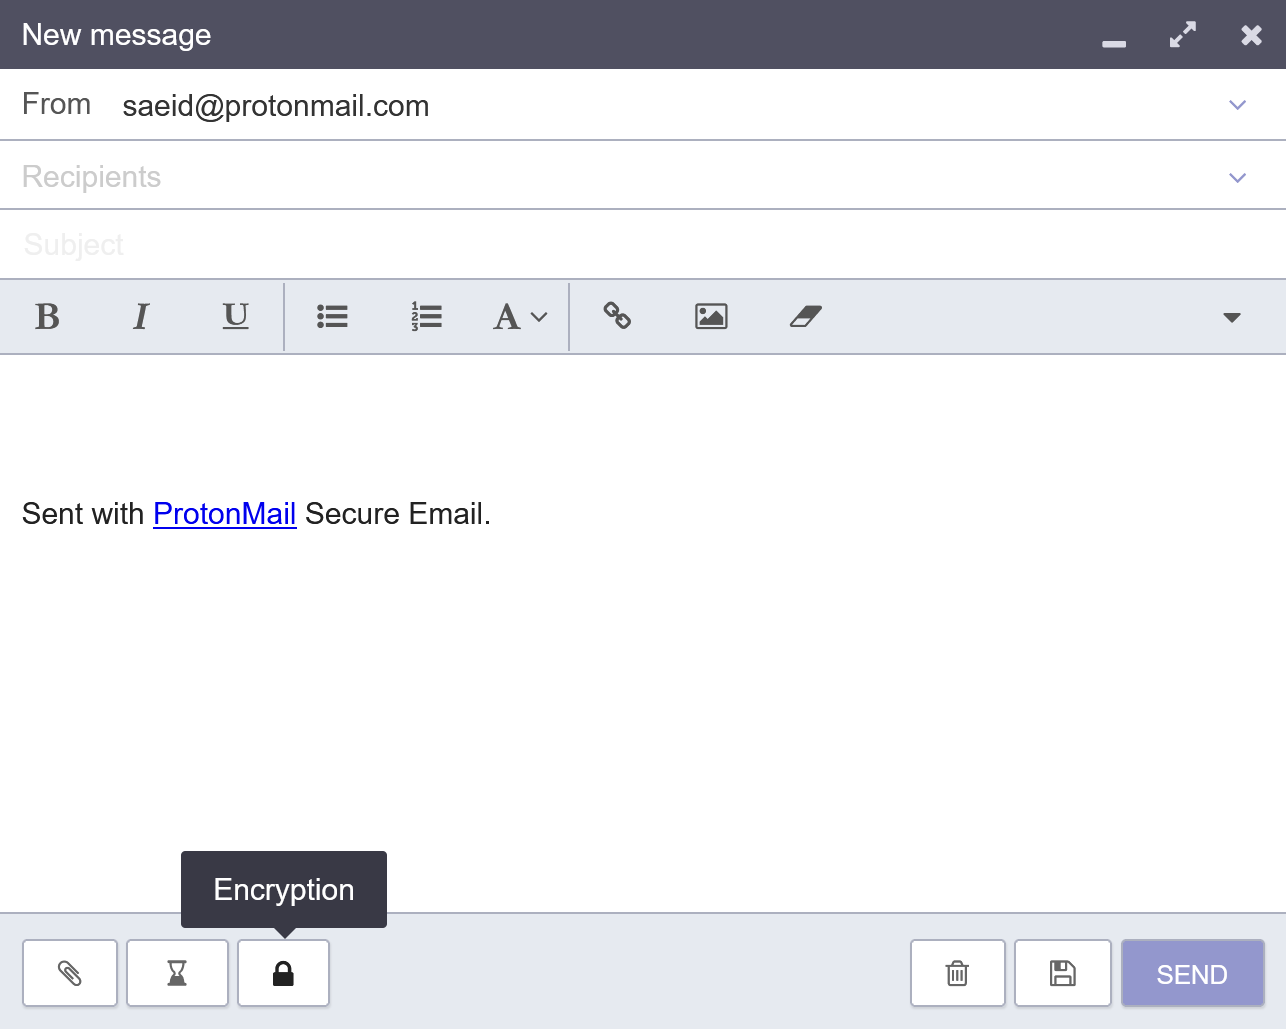 New message
From saeid@protonmail.com
Recipients
Subject
B I U A
Sent with ProtonMail Secure Email.
Encryption
SEND